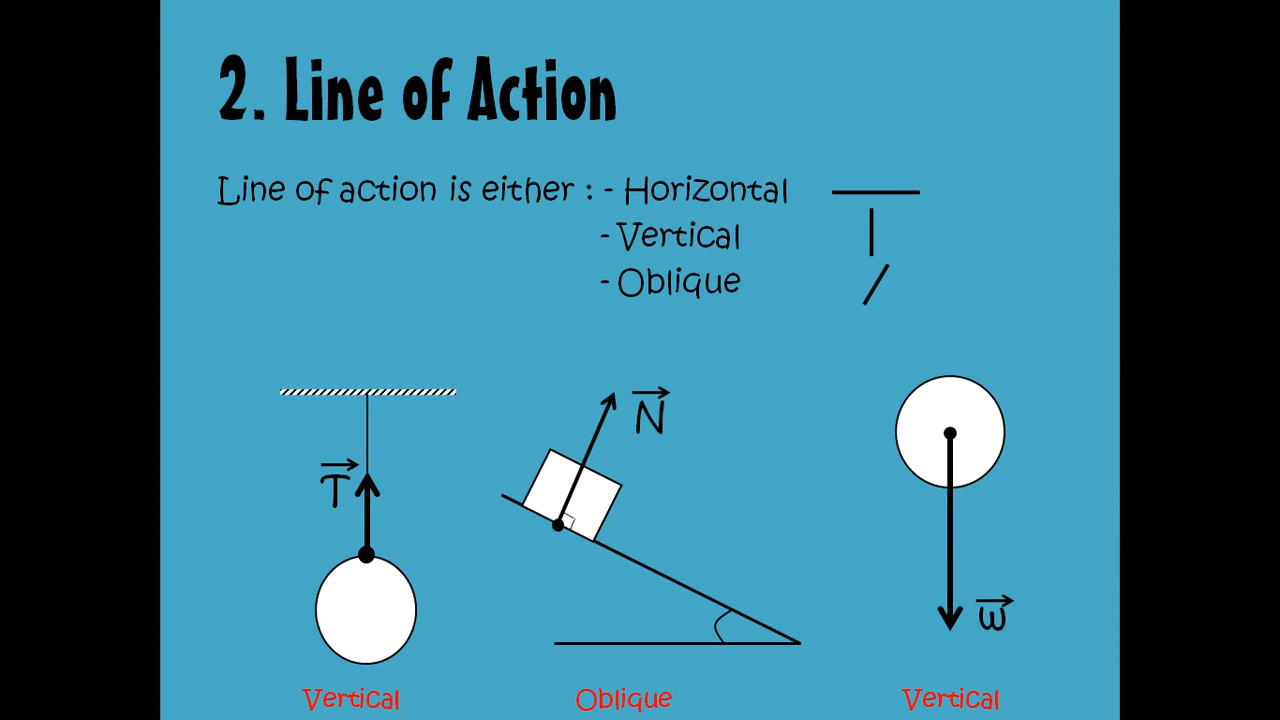 2. Line of Action
Line of action is either : - Horizontal
- Vertical
- Oblique
T
N
w
Vertical
Oblique
Vertical